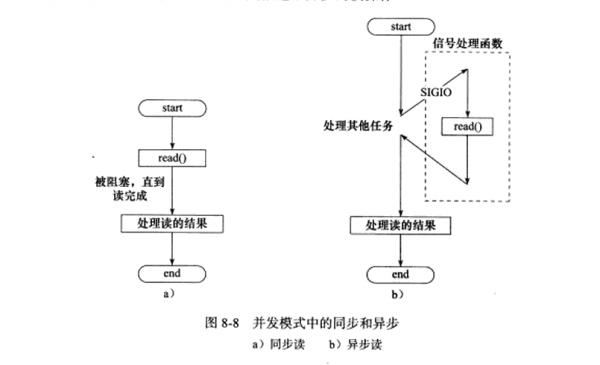 start
read()
被阻塞，直到
读完成
处理读的结果
end
a）
start
信号处理函数
SIGIO
处理其他任务
read()
处理读的结果
end
b）
图 8-8 并发模式中的同步和异步
a）同步读 b）异步读